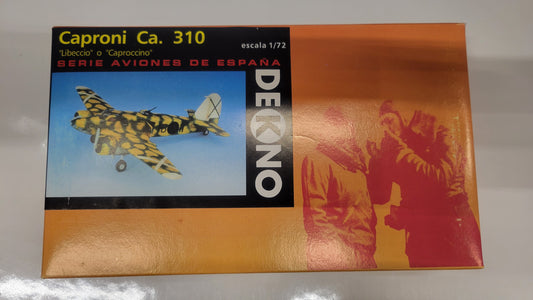 Caproni Ca. 310
"Libeccio" o "Caproccino"
escala 1/72
SERIE AVIONES DE ESPAÑA
DEKNO